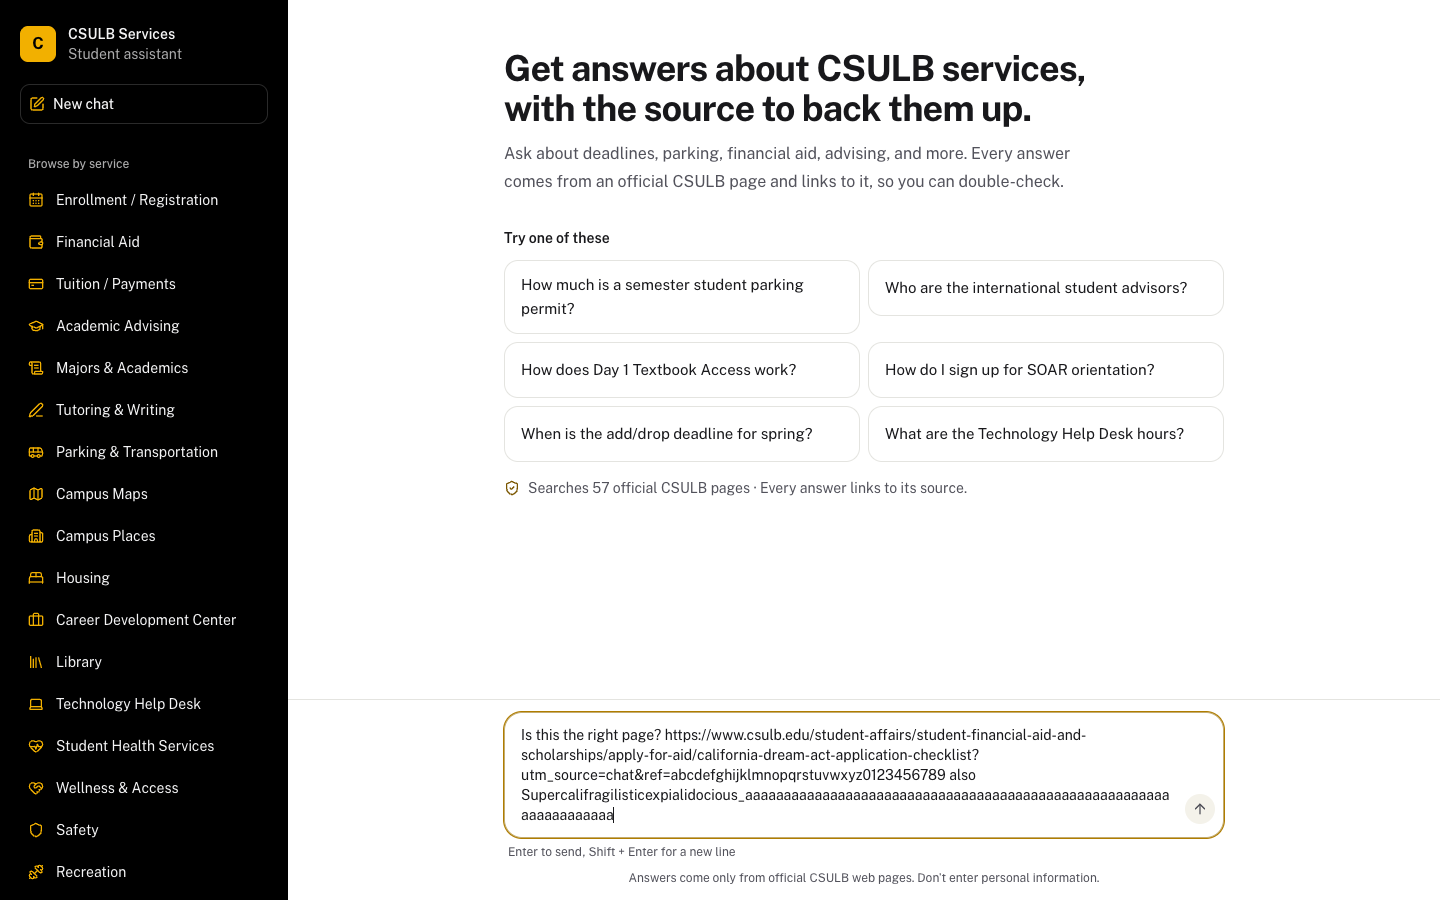 C
CSULB Services
Student assistant
New chat
Browse by service
Enrollment / Registration
Financial Aid
Tuition / Payments
Academic Advising
Majors & Academics
Tutoring & Writing
Parking & Transportation
Campus Maps
Campus Places
Housing
Career Development Center
Library
Technology Help Desk
Student Health Services
Wellness & Access
Safety
Recreation
Get answers about CSULB services,
with the source to back them up.
Ask about deadlines, parking, financial aid, advising, and more. Every answer
comes from an official CSULB page and links to it, so you can double-check.
Try one of these
How much is a semester student parking
permit?
Who are the international student advisors?
How does Day 1 Textbook Access work?
How do I sign up for SOAR orientation?
When is the add/drop deadline for spring?
What are the Technology Help Desk hours?
Searches 57 official CSULB pages · Every answer links to its source.
Is this the right page? https://www.csulb.edu/student-affairs/student-financial-aid-and-
scholarships/apply-for-aid/california-dream-act-application-checklist?
utm_source=chat&ref=abcdefghijklmnopqrstuvwxyz0123456789 also
Supercalifragilisticexpialidocious_aaaaaaaaaaaaaaaaaaaaaaaaaaaaaaaaaaaaaaaaaaaaaaaaaaaaaaa
aaaaaaaaaaaa
Enter to send, Shift + Enter for a new line
Answers come only from official CSULB web pages. Don't enter personal information.